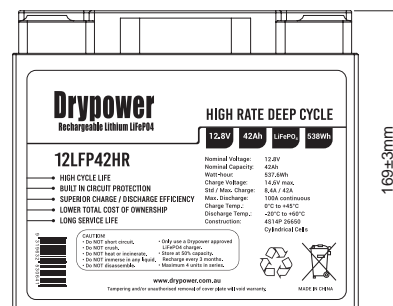 Drypower
Rechargeable Lithium LiFePO4
HIGH RATE DEEP CYCLE
12.8V 42Ah LiFePO₄ 538Wh
12LFP42HR
HIGH CYCLE LIFE
BUILT IN CIRCUIT PROTECTION
SUPERIOR CHARGE / DISCHARGE EFFICIENCY
LOWER TOTAL COST OF OWNERSHIP
LONG SERVICE LIFE
Nominal Voltage: 12.8V
Nominal Capacity: 42Ah
Watt-hour: 537,6Wh
Charge Voltage: 14,6V max.
Std / Max. Charge: 8,4A / 42A
Max. Discharge: 100A continuous
Charge Temp.: 0°C to +45°C
Discharge Temp.: -20°C to +60°C
Construction: 4S14P 26650
Cylindrical Cells
CAUTION!
• Do NOT short circuit.
• Do NOT crush.
• Do NOT heat or incinerate.
• Do NOT immerse in any liquid.
• Do NOT disassemble.
• Only use a Drypower approved
LiFePO4 charger.
• Store at 50% capacity.
Recharge every 3 months.
• Maximum 4 units in series.
www.drypower.com.au
Tampering and/or unauthorised removal of cover plate will void warranty.
MADE IN CHINA
169±3mm